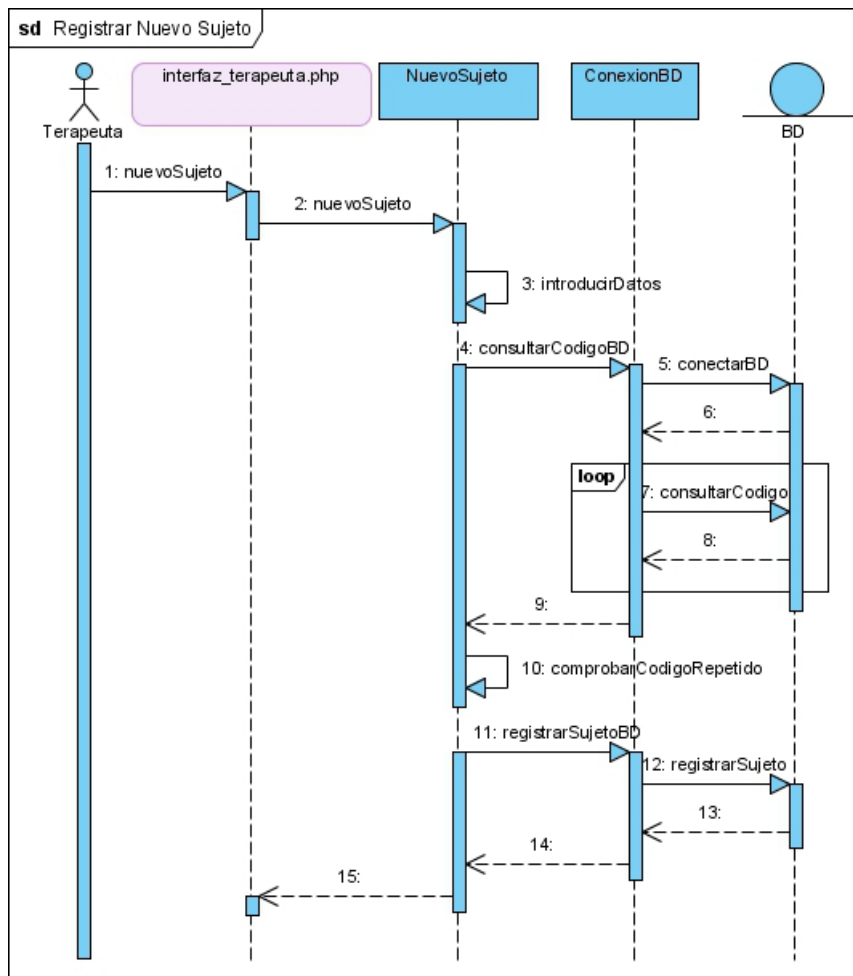 sd Registrar Nuevo Sujeto
interfaz_terapeuta.php
NuevoSujeto
ConexionBD
Terapeuta
BD
1: nuevoSujeto
2: nuevoSujeto
3: introducirDatos
4: consultarCodigoBD
5: conectarBD
6:
loop
7: consultarCodigo
8:
9:
10: comprobarCodigoRepetido
11: registrarSujetoBD
12: registrarSujeto
13:
14:
15: